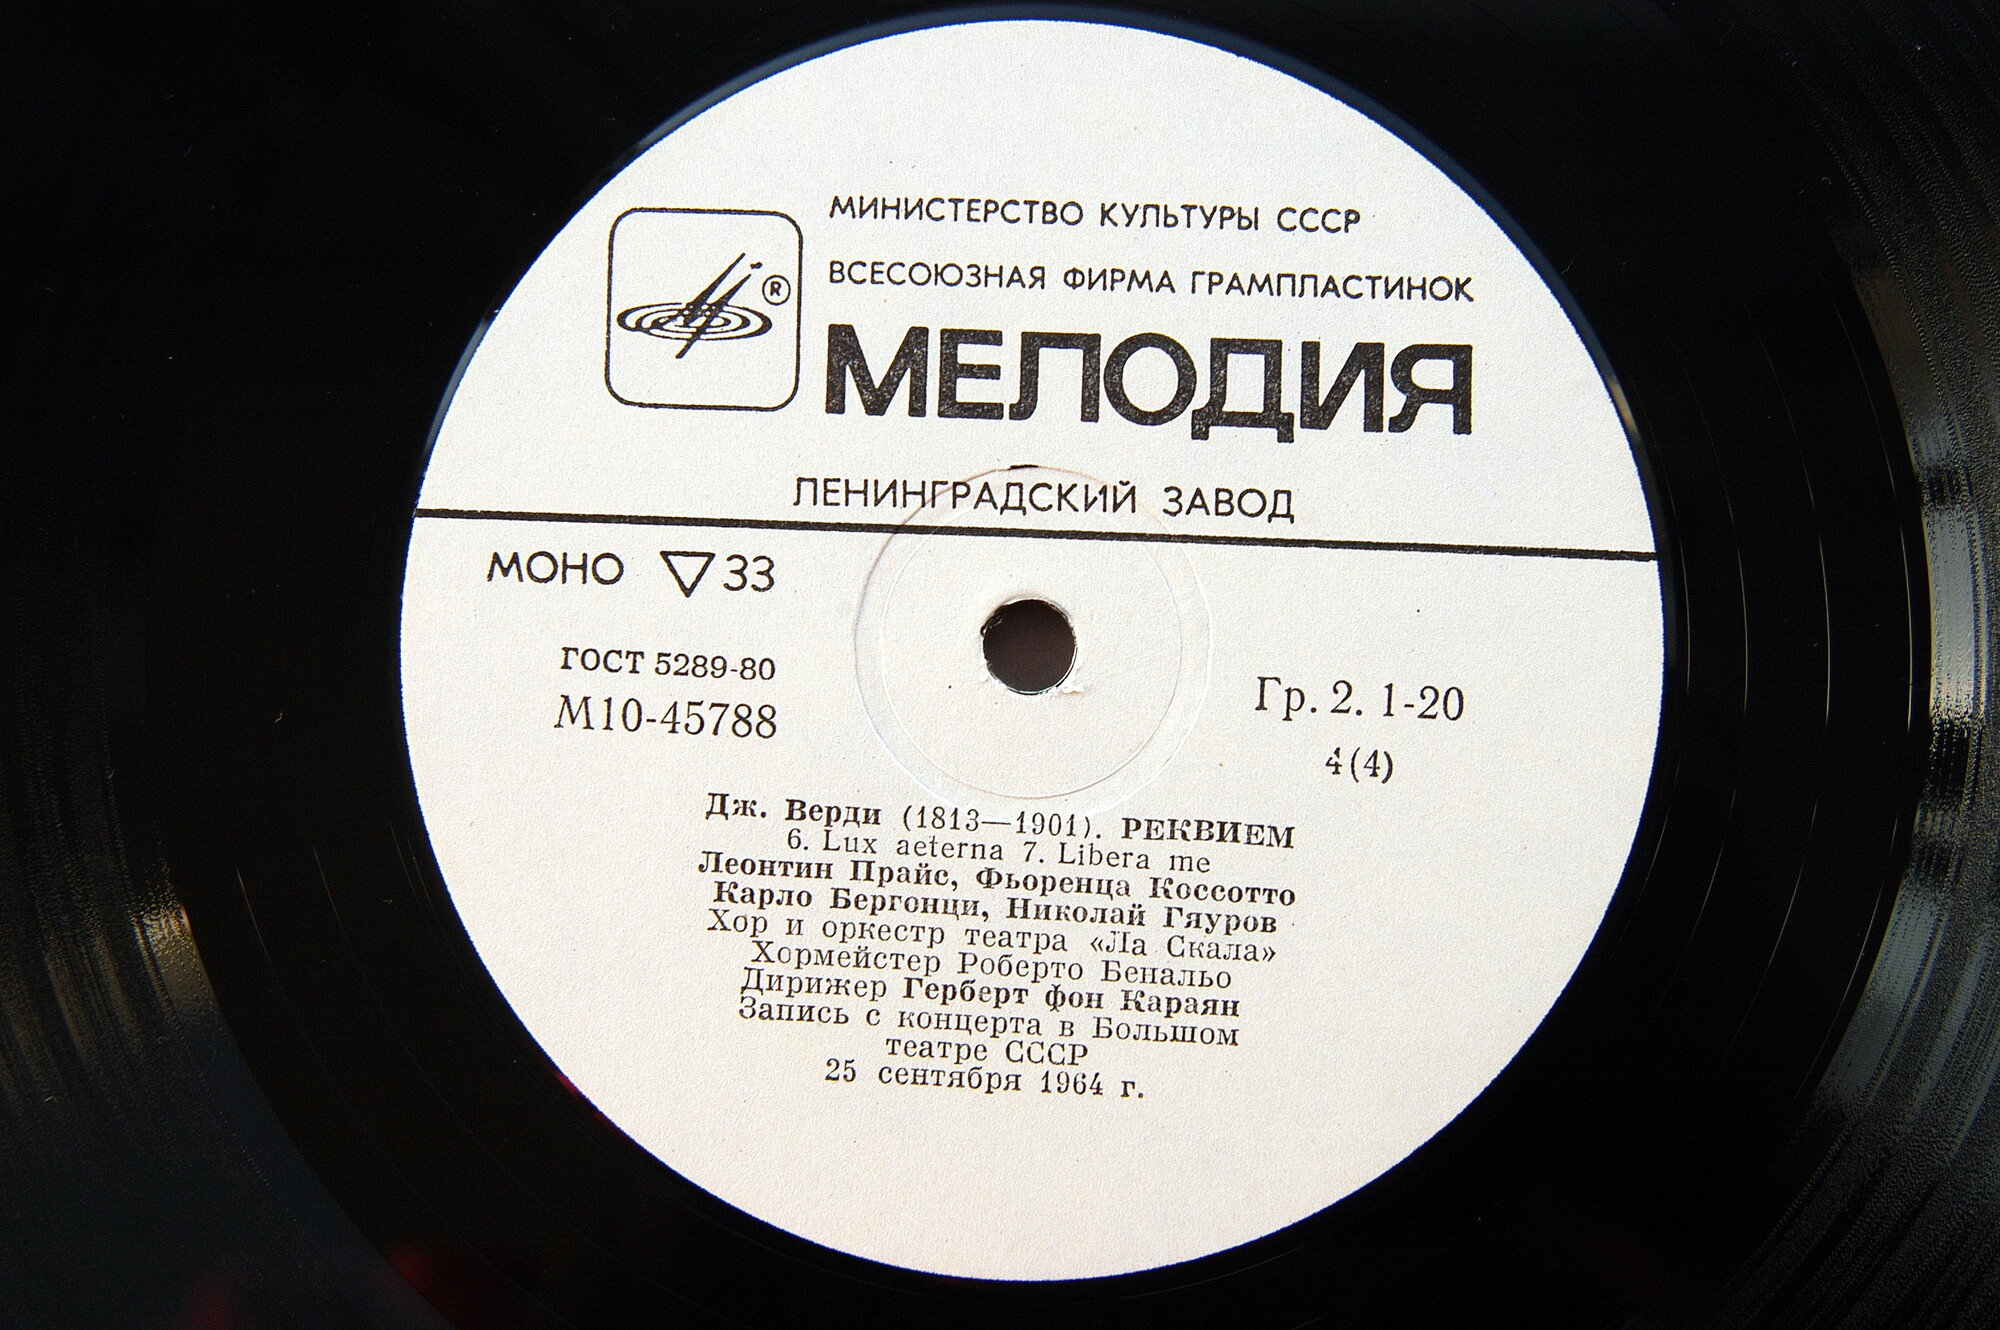 МИНИСТЕРСТВО КУЛЬТУРЫ СССР
ВСЕСОЮЗНАЯ ФИРМА ГРАМПЛАСТИНОК
®
МЕЛОДИЯ
ЛЕНИНГРАДСКИЙ ЗАВОД
МОНО ▽33
ГОСТ 5289-80
М10-45788
Гр. 2. 1-20
4(4)
Дж. Верди (1813—1901). РЕКВИЕМ
6. Lux aeterna 7. Libera me
Леонтин Прайс, Фьоренца Коссотто
Карло Бергонци, Николай Гяуров
Хор и оркестр театра «Ла Скала»
Хормейстер Роберто Бенальо
Дирижер Герберт фон Караян
Запись с концерта в Большом
театре СССР
25 сентября 1964 г.